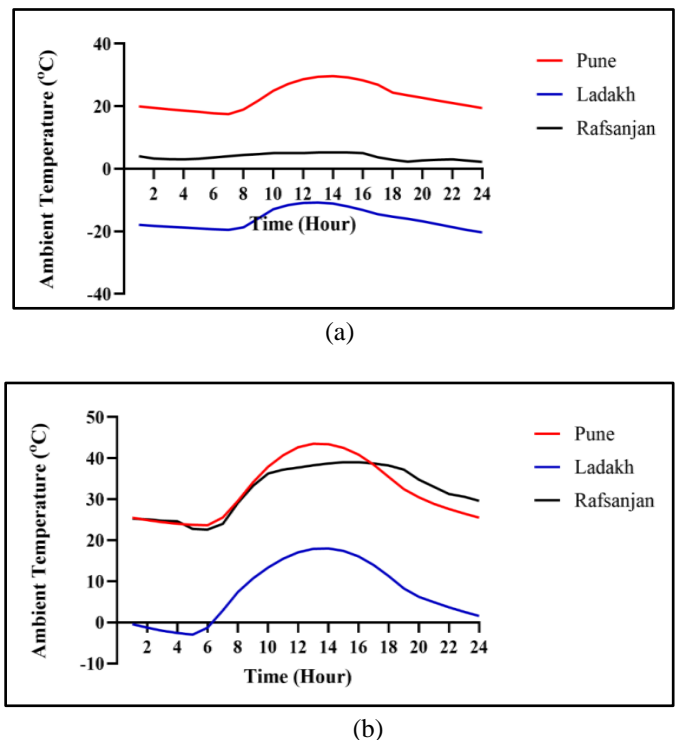 40
20
0
-20
-40
Ambient Temperature (°C)
2 4 6 8 10 12 14 16 18 20 22 24
Time (Hour)
Pune
Ladakh
Rafsanjan
(a)
50
40
30
20
10
0
-10
Ambient Temperature (°C)
2 4 6 8 10 12 14 16 18 20 22 24
Time (Hour)
Pune
Ladakh
Rafsanjan
(b)